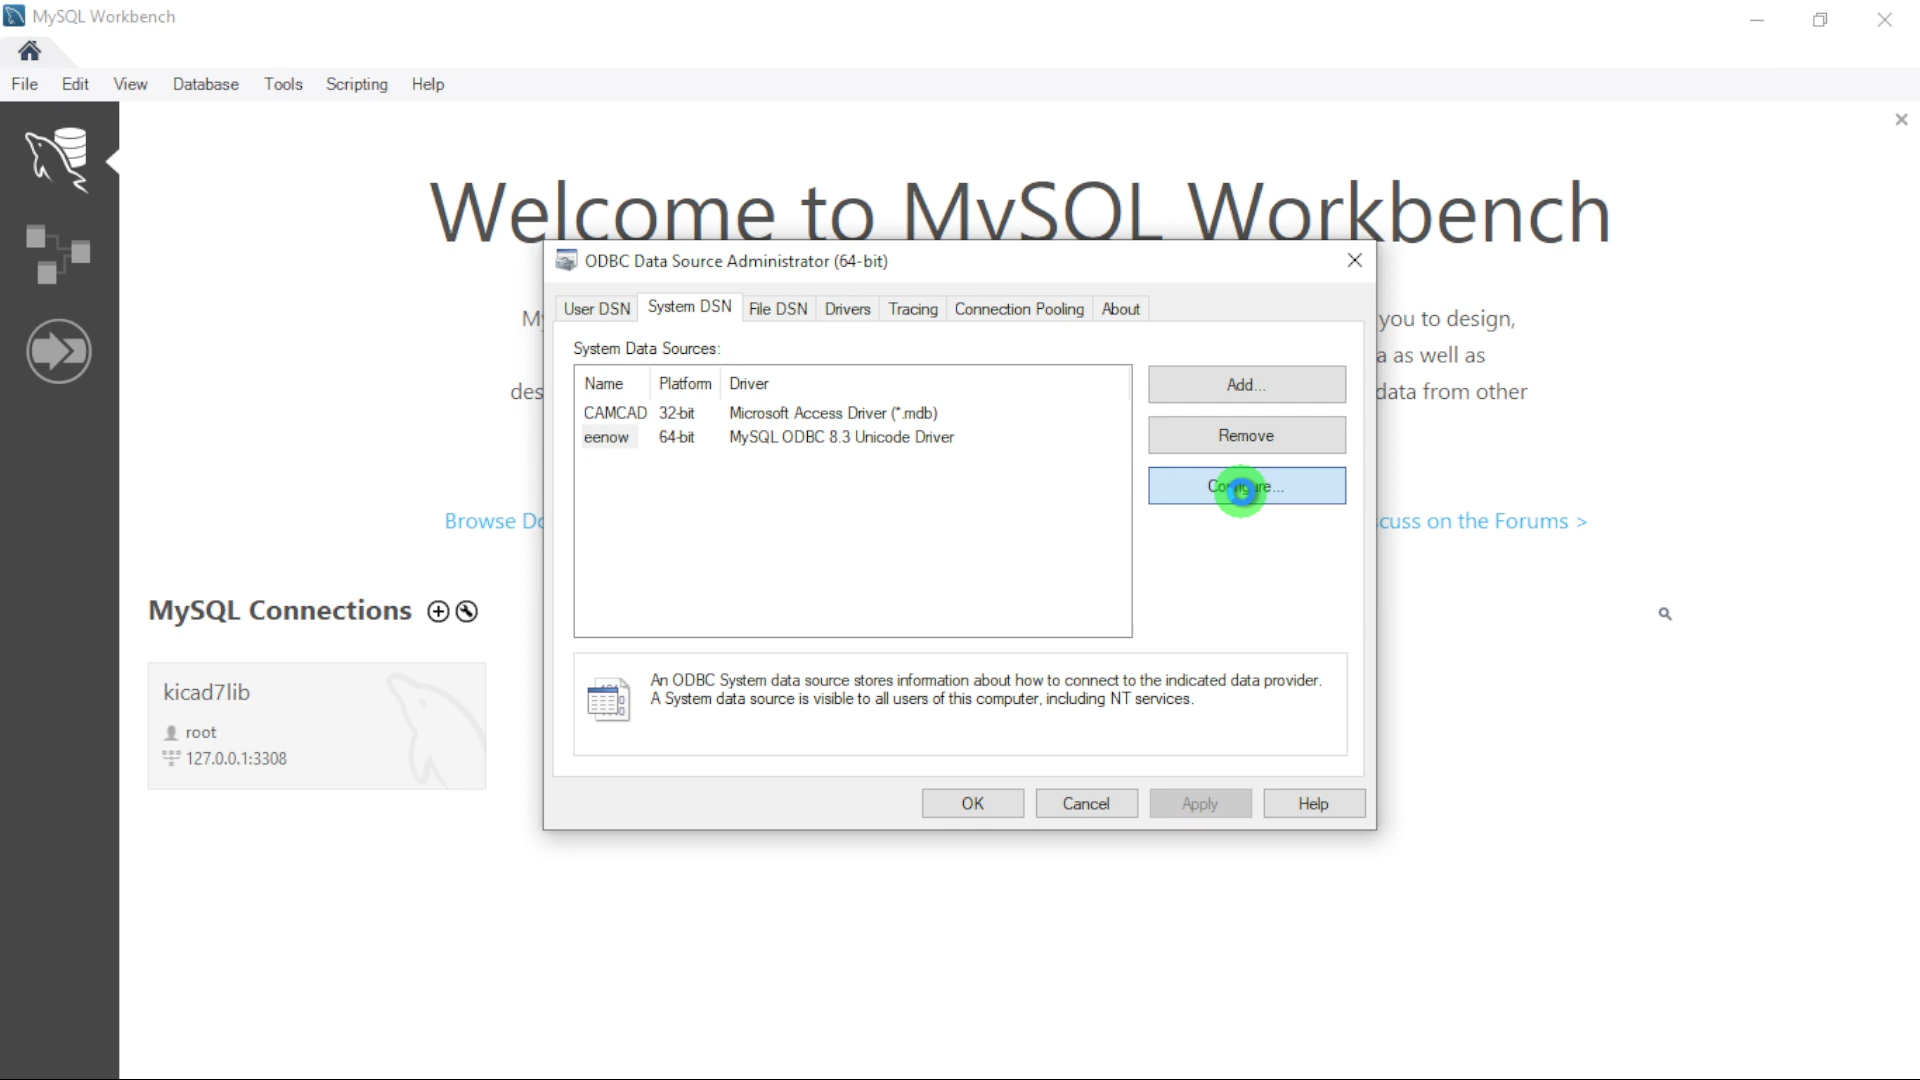 MySQL Workbench
File Edit View Database Tools Scripting Help
Welcome to MySQL Workbench
ODBC Data Source Administrator (64-bit)
User DSN System DSN File DSN Drivers Tracing Connection Pooling About
you to design,
System Data Sources:
a as well as
Name Platform Driver
Add...
des
data from other
CAMCAD 32-bit Microsoft Access Driver (*.mdb)
eenow 64-bit MySQL ODBC 8.3 Unicode Driver
Remove
Configure...
Browse Do
cuss on the Forums >
MySQL Connections
An ODBC System data source stores information about how to connect to the indicated data provider.
A System data source is visible to all users of this computer, including NT services.
kicad7lib
root
127.0.0.1:3308
OK Cancel Apply Help